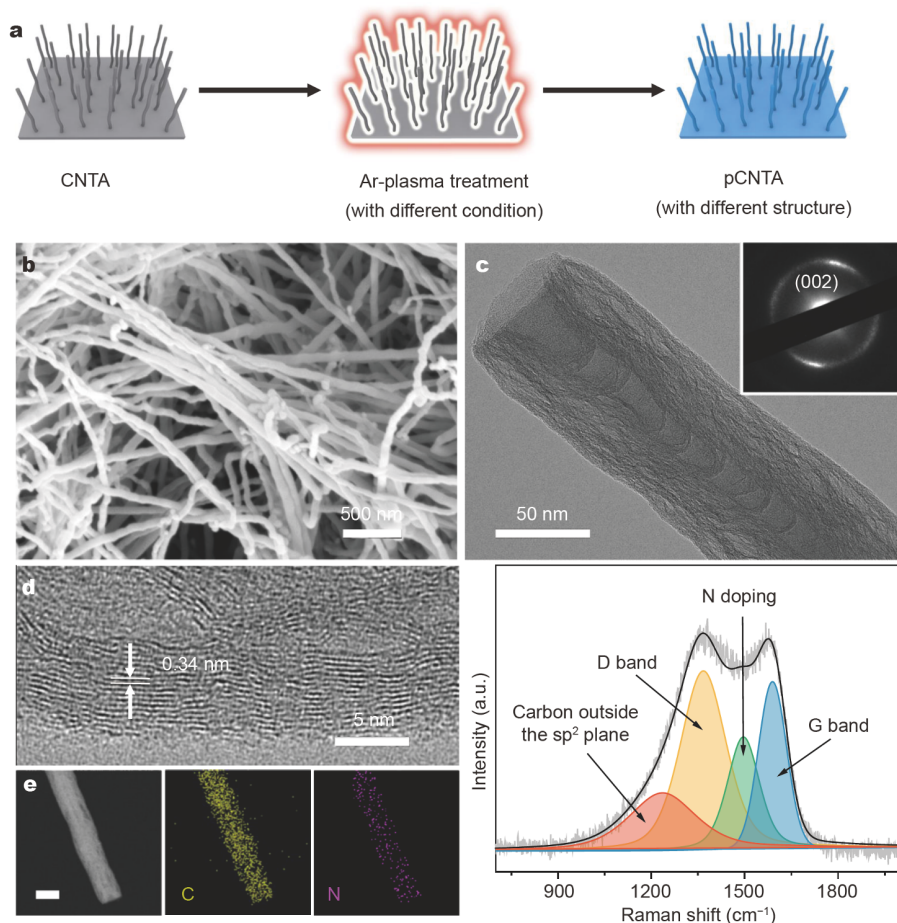 a
CNTA
Ar-plasma treatment
(with different condition)
pCNTA
(with different structure)
b
500 nm
c
(002)
50 nm
d
0.34 nm
5 nm
e
C
N
N doping
D band
Carbon outside
the sp² plane
G band
Intensity (a.u.)
900
1200
1500
1800
Raman shift (cm⁻¹)